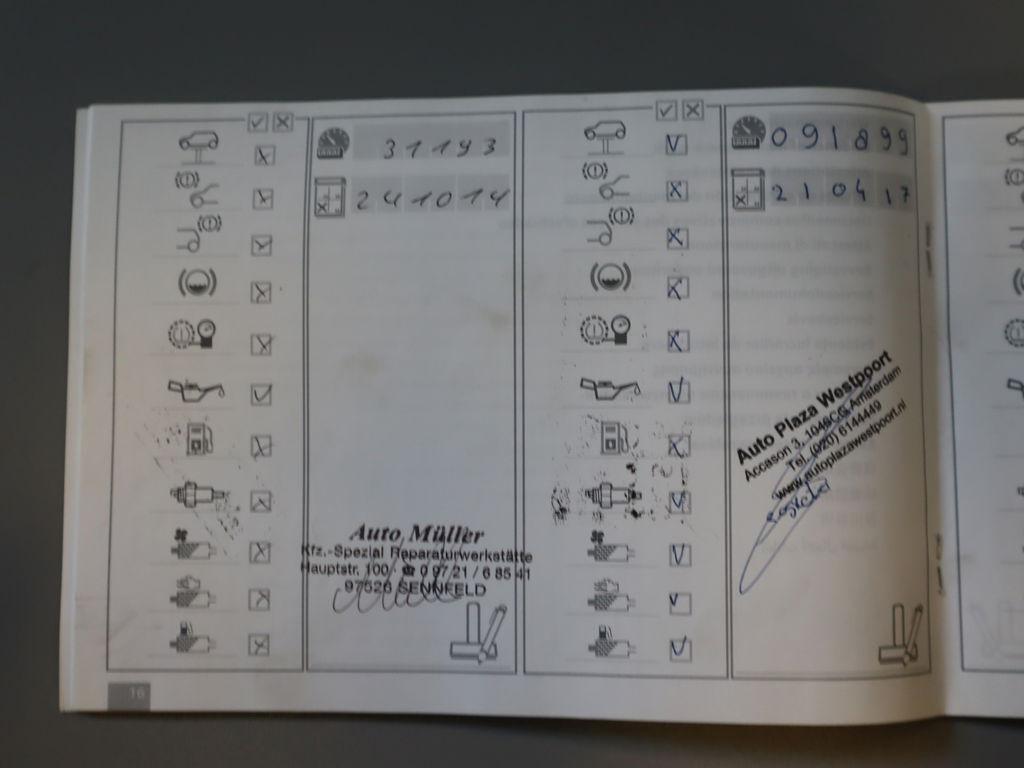 31193
241014
Auto Müller
Kfz.-Spezial Reparaturwerkstätte
Hauptstr. 100 · ☎ 0 97 21 / 6 85 41
97526 SENNFELD
091899
210417
Auto Plaza Westpoort
Accason 3, 1046CG Amsterdam
Tel. (020) 6144449
www.autoplazawestpoort.nl
16